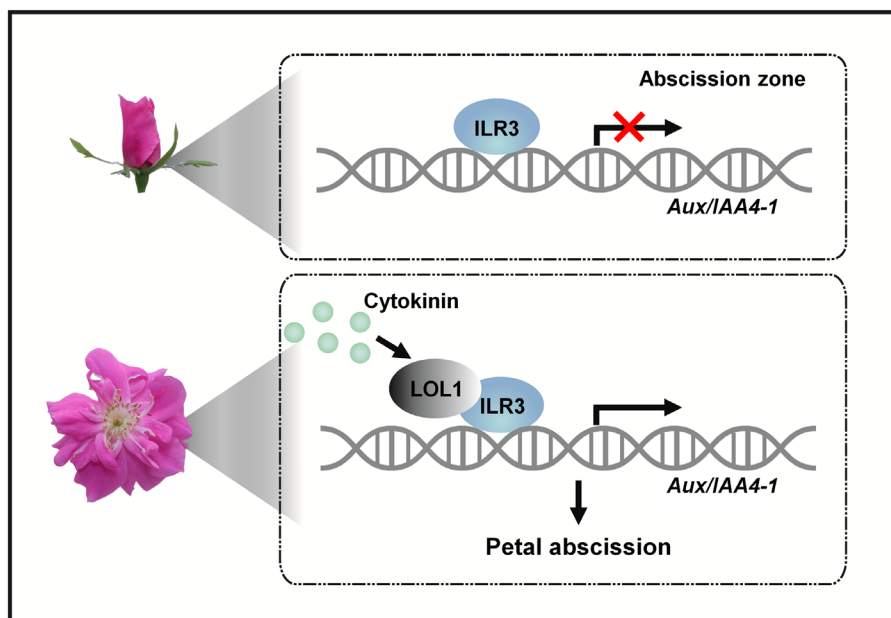 Abscission zone
ILR3
Aux/IAA4-1
Cytokinin
LOL1
ILR3
Aux/IAA4-1
Petal abscission